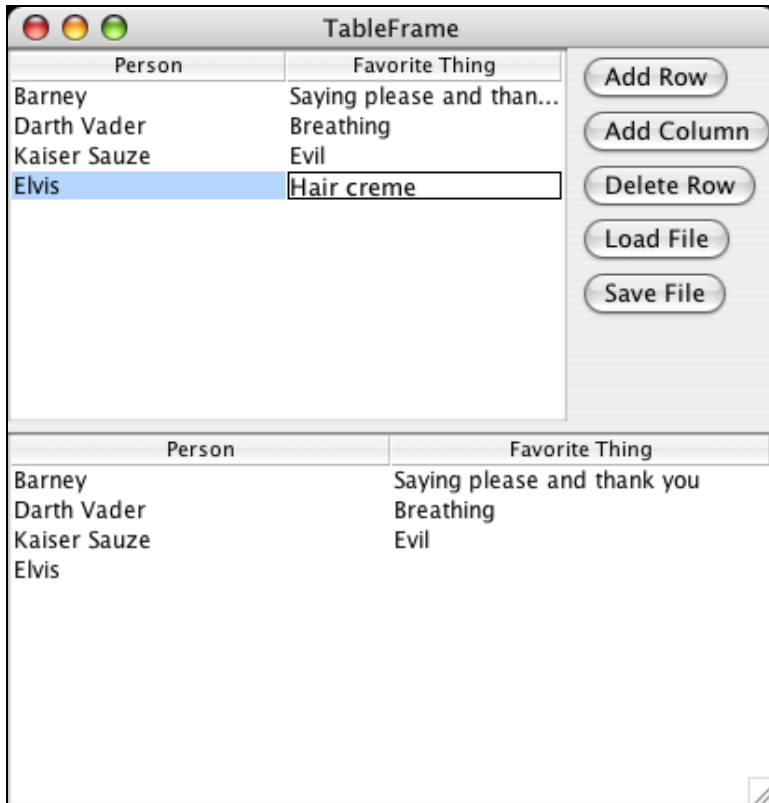 TableFrame
Person Favorite Thing
Barney Saying please and than...
Darth Vader Breathing
Kaiser Sauze Evil
Elvis Hair creme
Add Row
Add Column
Delete Row
Load File
Save File
Person Favorite Thing
Barney Saying please and thank you
Darth Vader Breathing
Kaiser Sauze Evil
Elvis